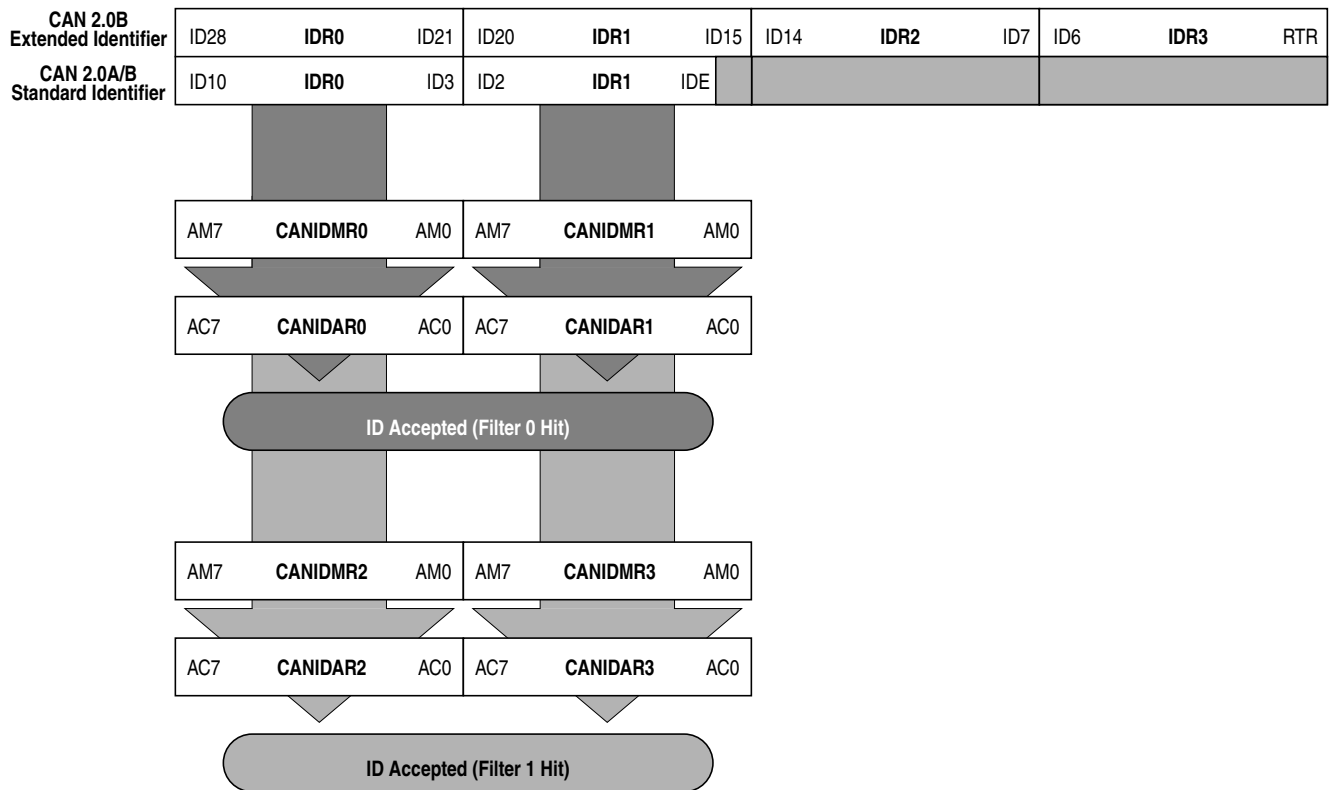 CAN 2.0B
Extended Identifier
ID28 IDR0 ID21 ID20 IDR1 ID15 ID14 IDR2 ID7 ID6 IDR3 RTR
CAN 2.0A/B
Standard Identifier
ID10 IDR0 ID3 ID2 IDR1 IDE
AM7 CANIDMR0 AM0 AM7 CANIDMR1 AM0
AC7 CANIDAR0 AC0 AC7 CANIDAR1 AC0
ID Accepted (Filter 0 Hit)
AM7 CANIDMR2 AM0 AM7 CANIDMR3 AM0
AC7 CANIDAR2 AC0 AC7 CANIDAR3 AC0
ID Accepted (Filter 1 Hit)